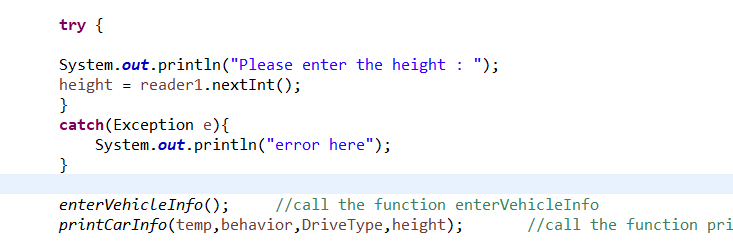 try {
System.out.println("Please enter the height : ");
height = reader1.nextInt();
}
catch(Exception e){
System.out.println("error here");
}
enterVehicleInfo(); //call the function enterVehicleInfo
printCarInfo(temp,behavior,DriveType,height); //call the function pri